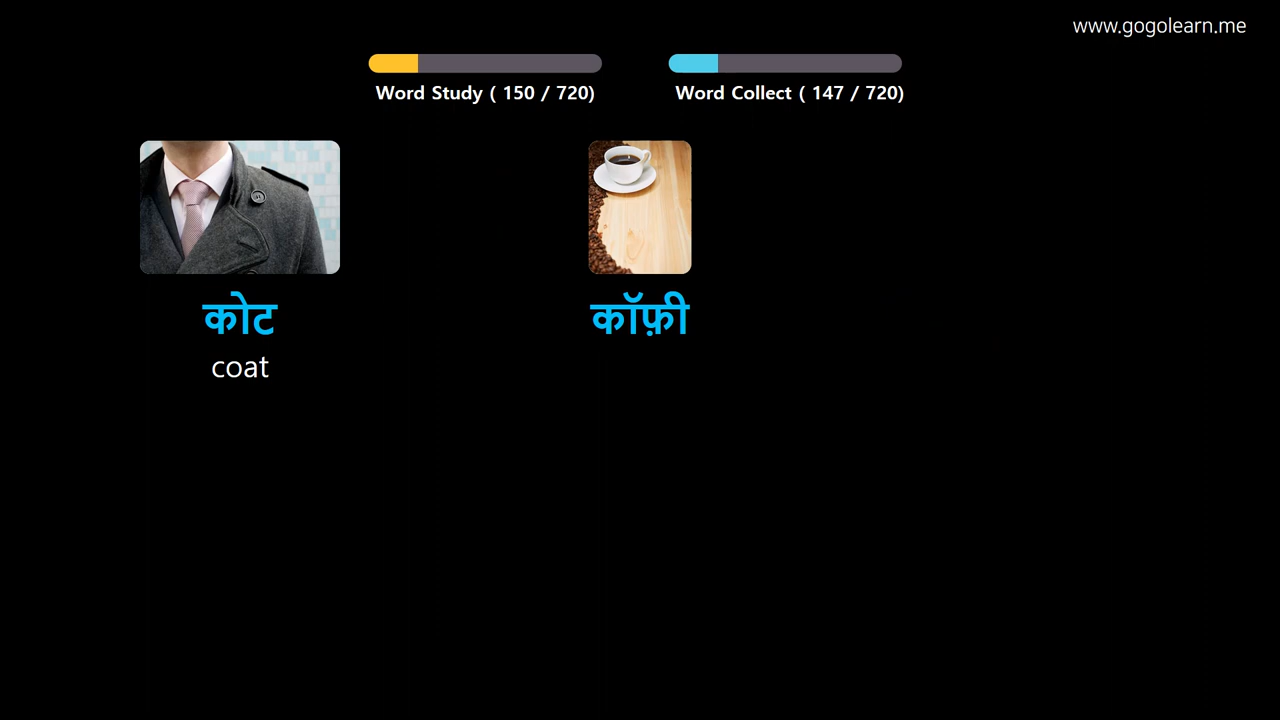 www.gogolearn.me
Word Study ( 150 / 720)
Word Collect ( 147 / 720)
कोट
कॉफ़ी
coat